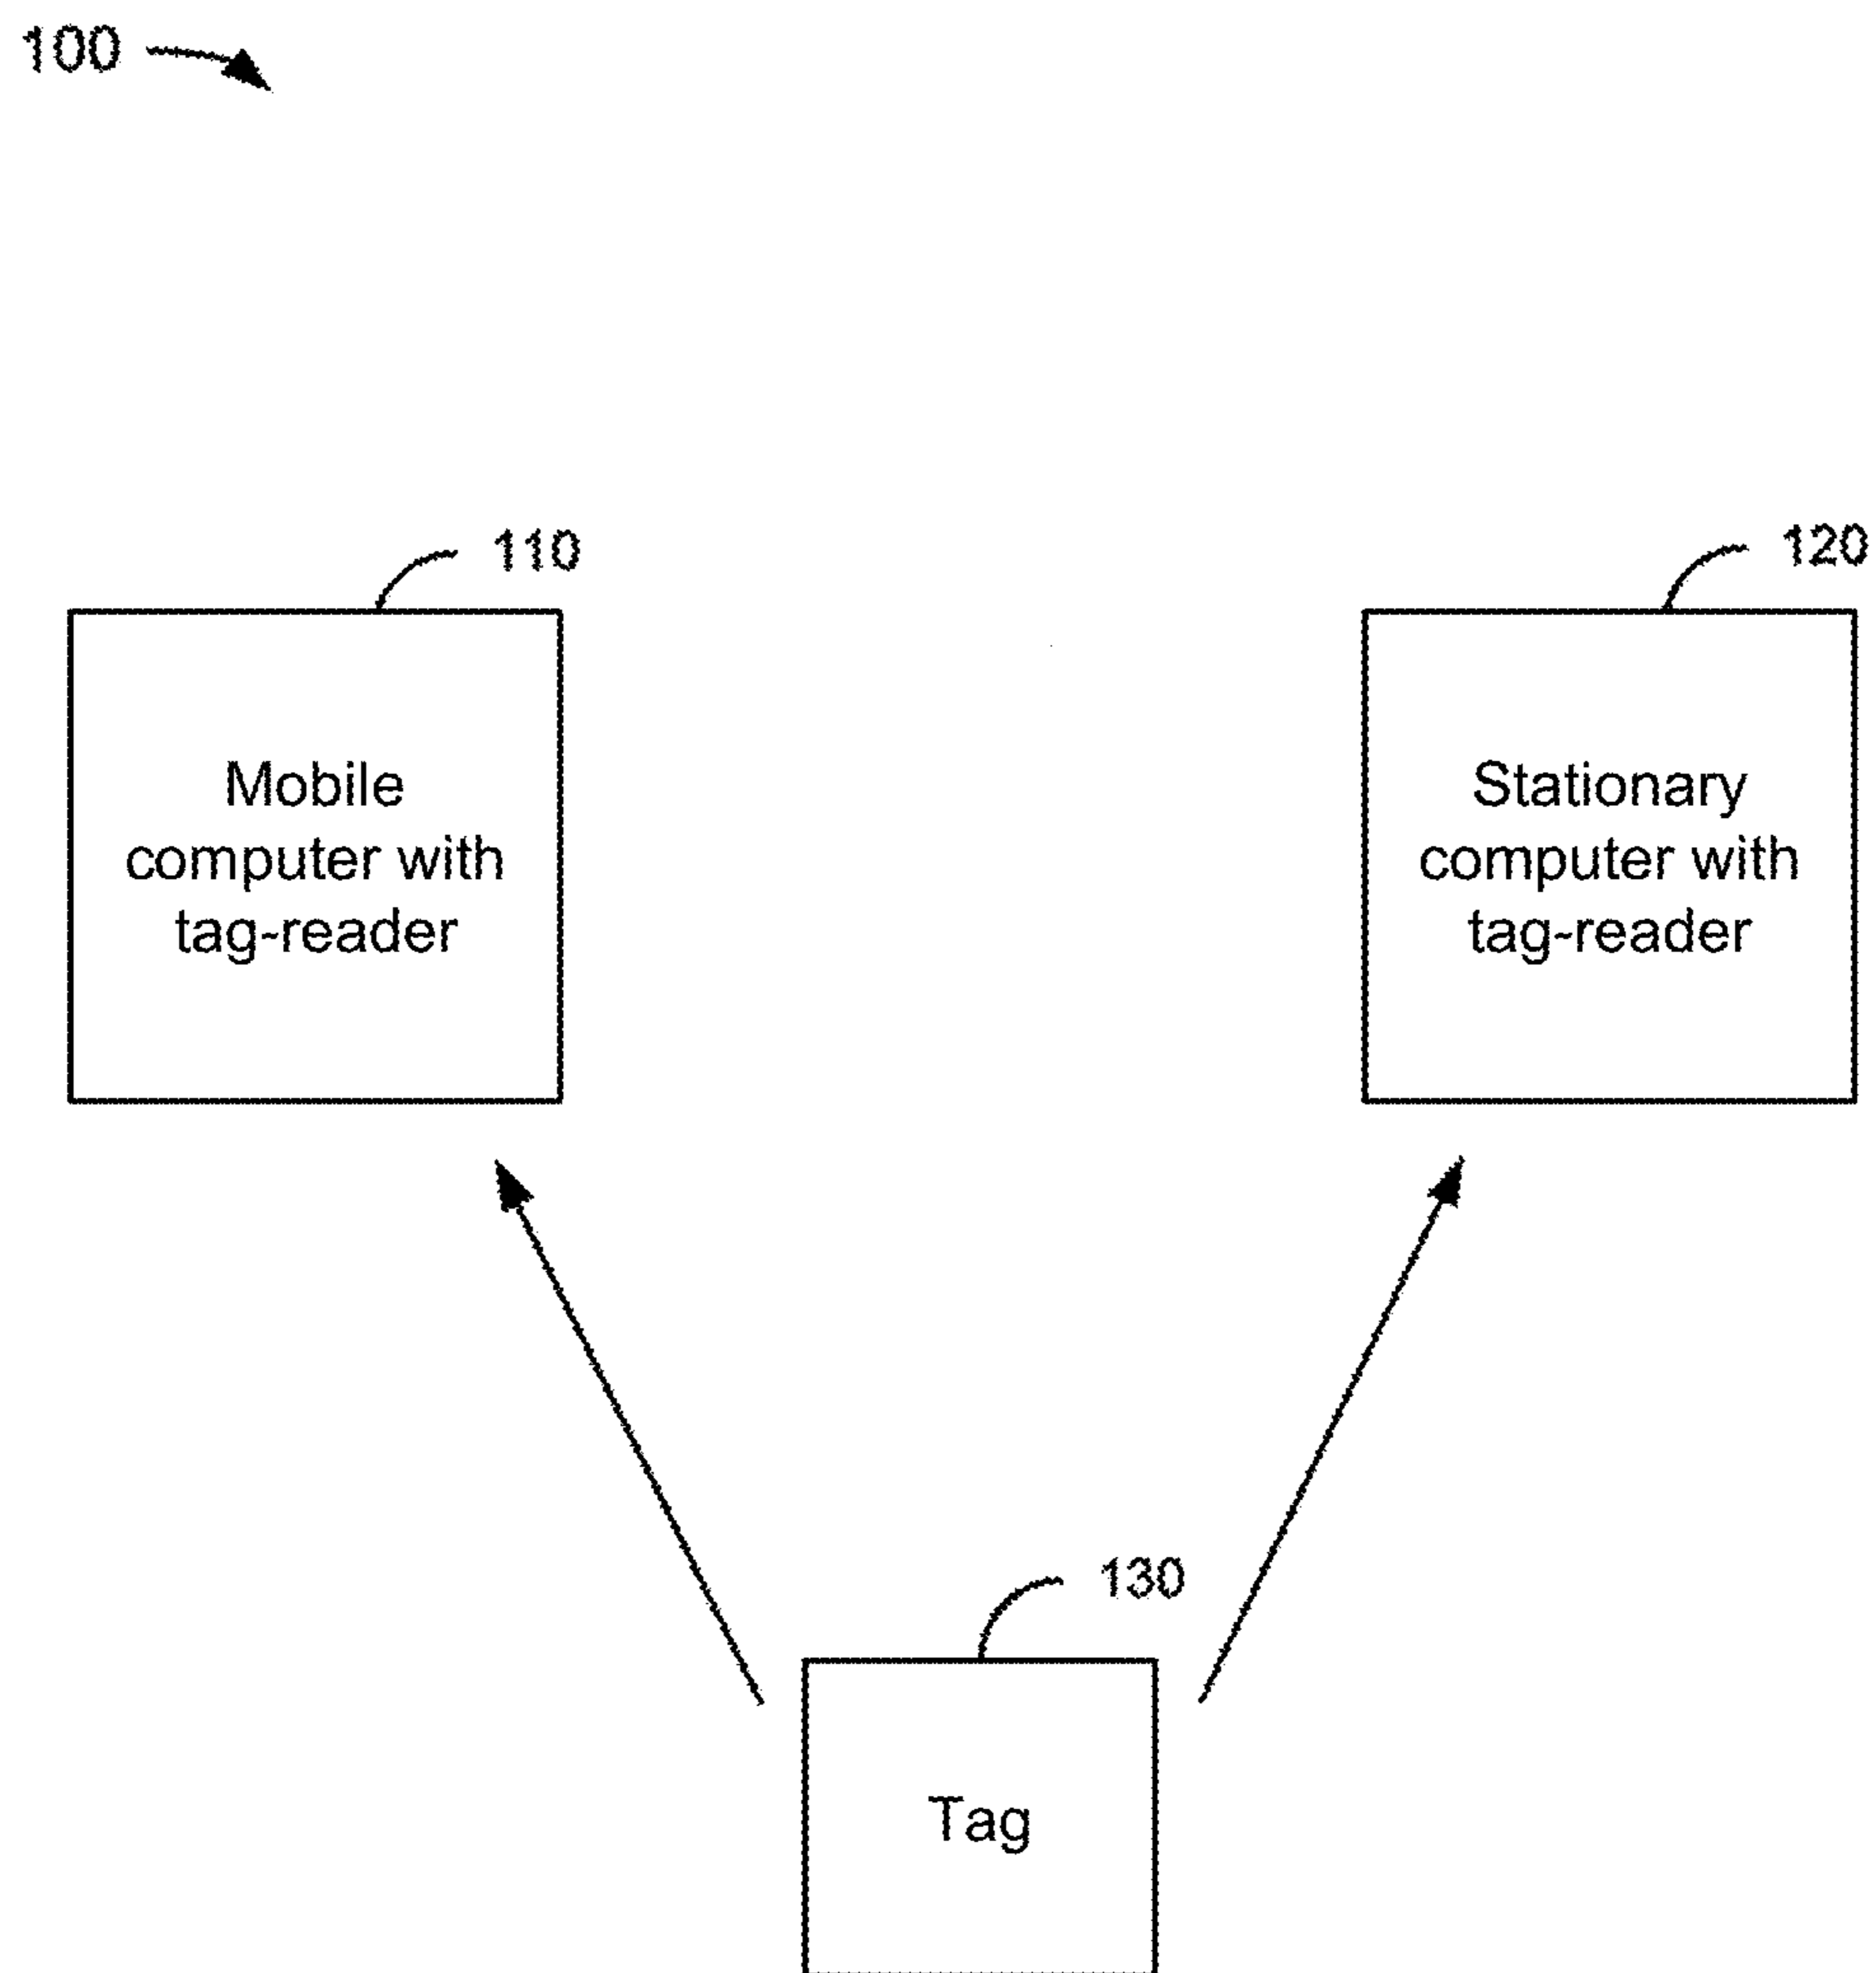 100
110
120
Mobile
computer with
tag-reader
Stationary
computer with
tag-reader
130
Tag